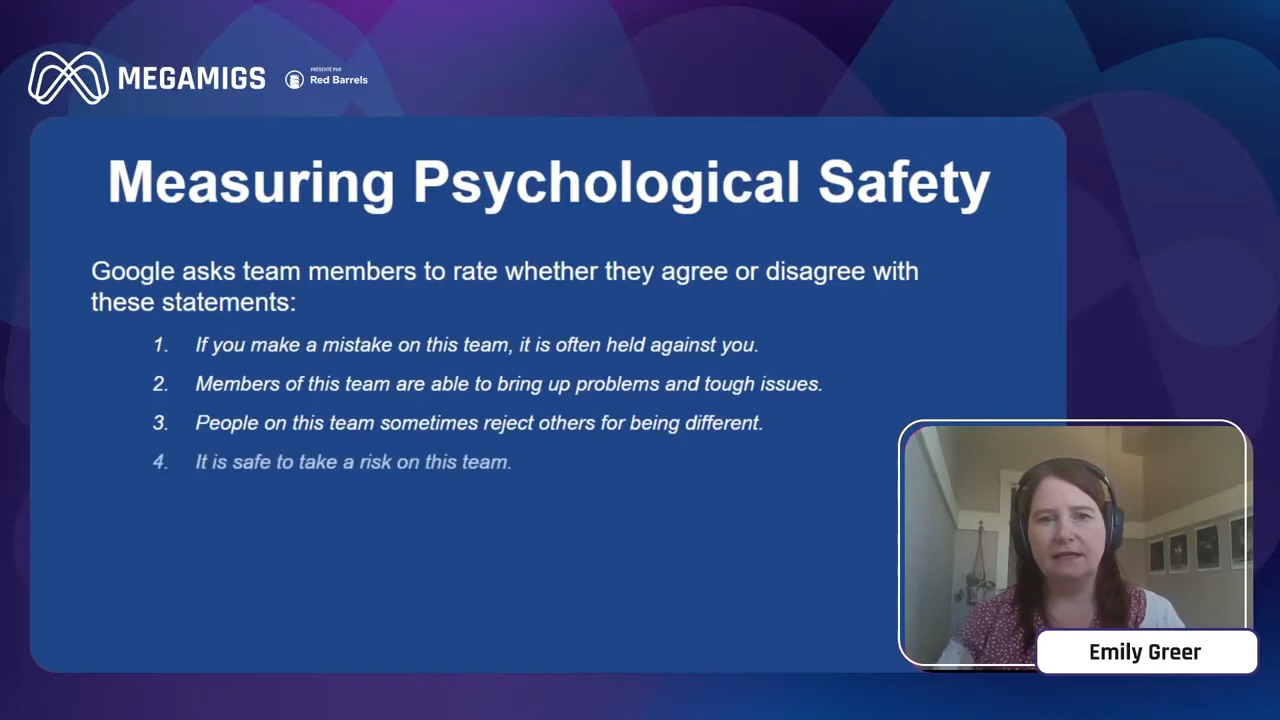 MEGAMIGS
PRÉSENTÉ PAR
Red Barrels
Measuring Psychological Safety
Google asks team members to rate whether they agree or disagree with
these statements:
1. If you make a mistake on this team, it is often held against you.
2. Members of this team are able to bring up problems and tough issues.
3. People on this team sometimes reject others for being different.
4. It is safe to take a risk on this team.
Emily Greer